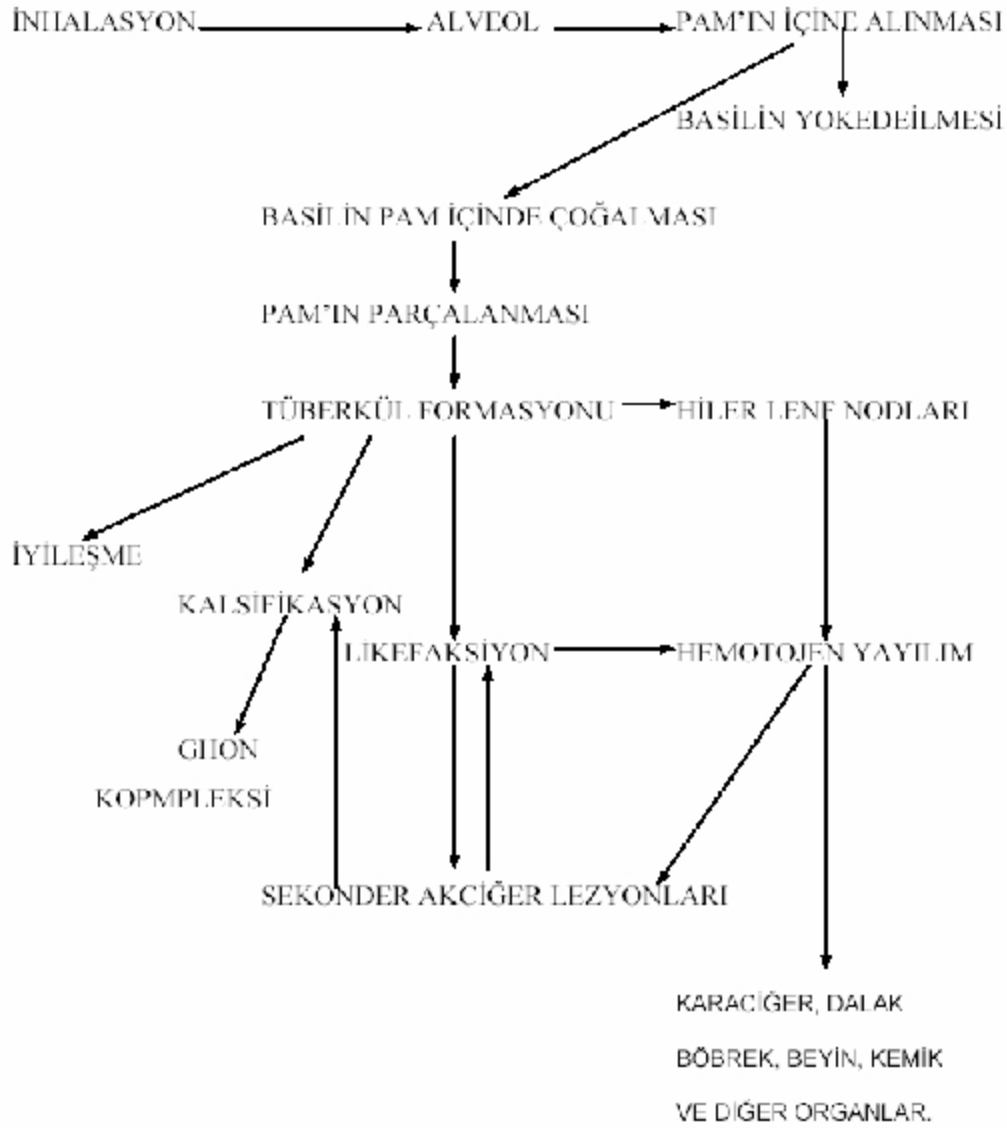 İNHALASYON ALVEOL PAM'IN İÇİNE ALINMASI
BASİLİN YOKEDEİLMESİ
BASİLİN PAM İÇİNDE ÇOĞALMASI
PAM'IN PARÇALANMASI
TÜBERKÜL FORMASYONU HİLER LENF NODLARI
İYİLEŞME
KALSİFİKASYON
LİKEFAKSİYON HEMOTOJEN YAYILIM
GHON
KOPMPLEKSİ
SEKONDER AKCİĞER LEZYONLARI
KARACİĞER, DALAK
BÖBREK, BEYİN, KEMİK
VE DİĞER ORGANLAR.